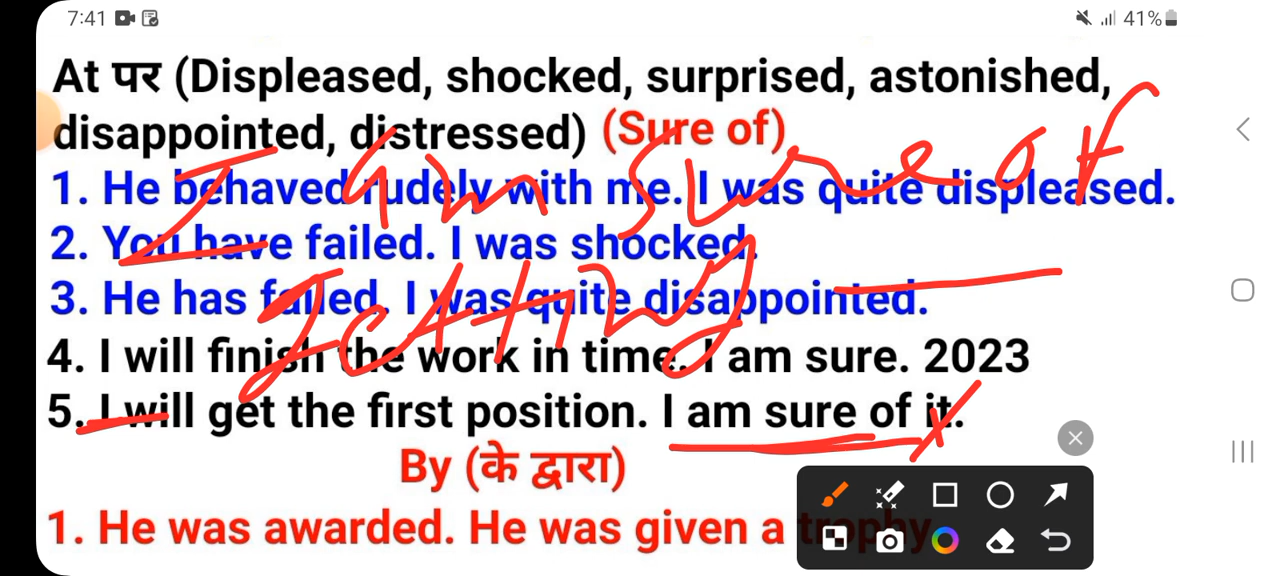 7:41 41%
At पर (Displeased, shocked, surprised, astonished,
disappointed, distressed) (Sure of)
1. He behaved rudely with me. I was quite displeased.
2. You have failed. I was shocked.
3. He has failed. I was quite disappointed.
4. I will finish the work in time. I am sure. 2023
5. I will get the first position. I am sure of it.
I am sure of
getting
By (के द्वारा)
1. He was awarded. He was given a trophy.